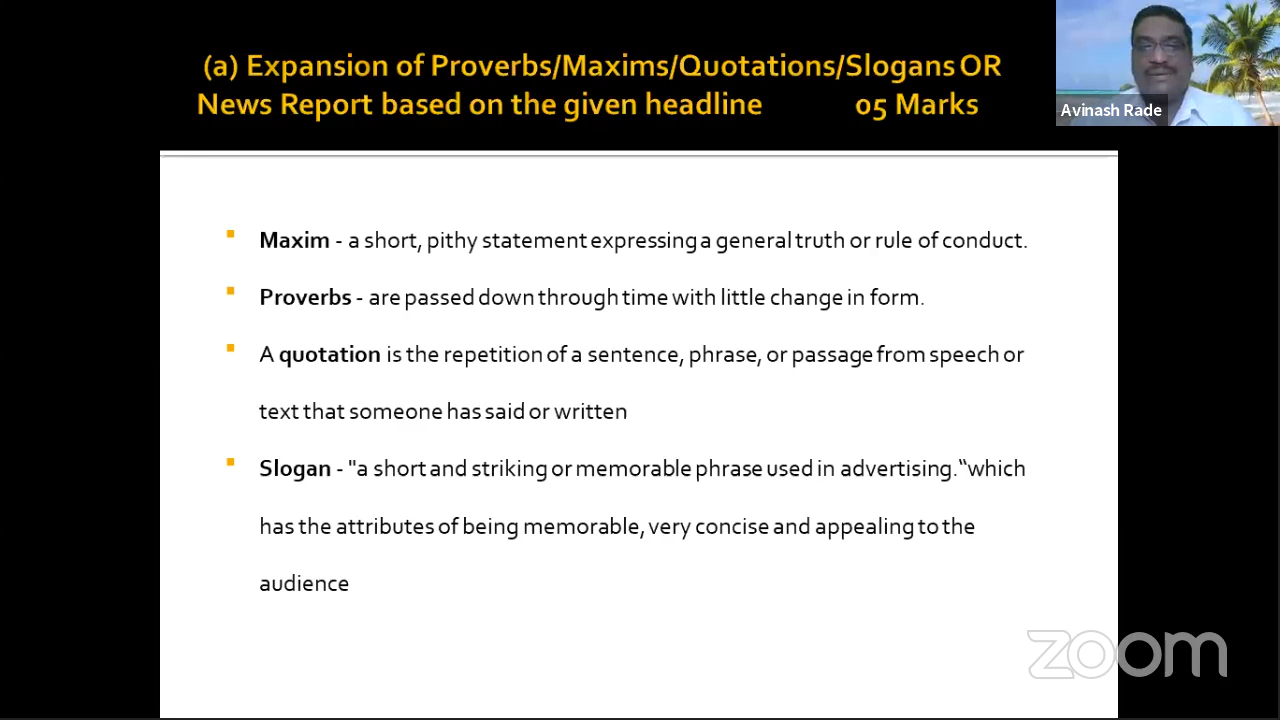 (a) Expansion of Proverbs/Maxims/Quotations/Slogans OR
News Report based on the given headline 05 Marks
Avinash Rade
Maxim - a short, pithy statement expressing a general truth or rule of conduct.
Proverbs - are passed down through time with little change in form.
A quotation is the repetition of a sentence, phrase, or passage from speech or
text that someone has said or written
Slogan - "a short and striking or memorable phrase used in advertising.“which
has the attributes of being memorable, very concise and appealing to the
audience
zoom